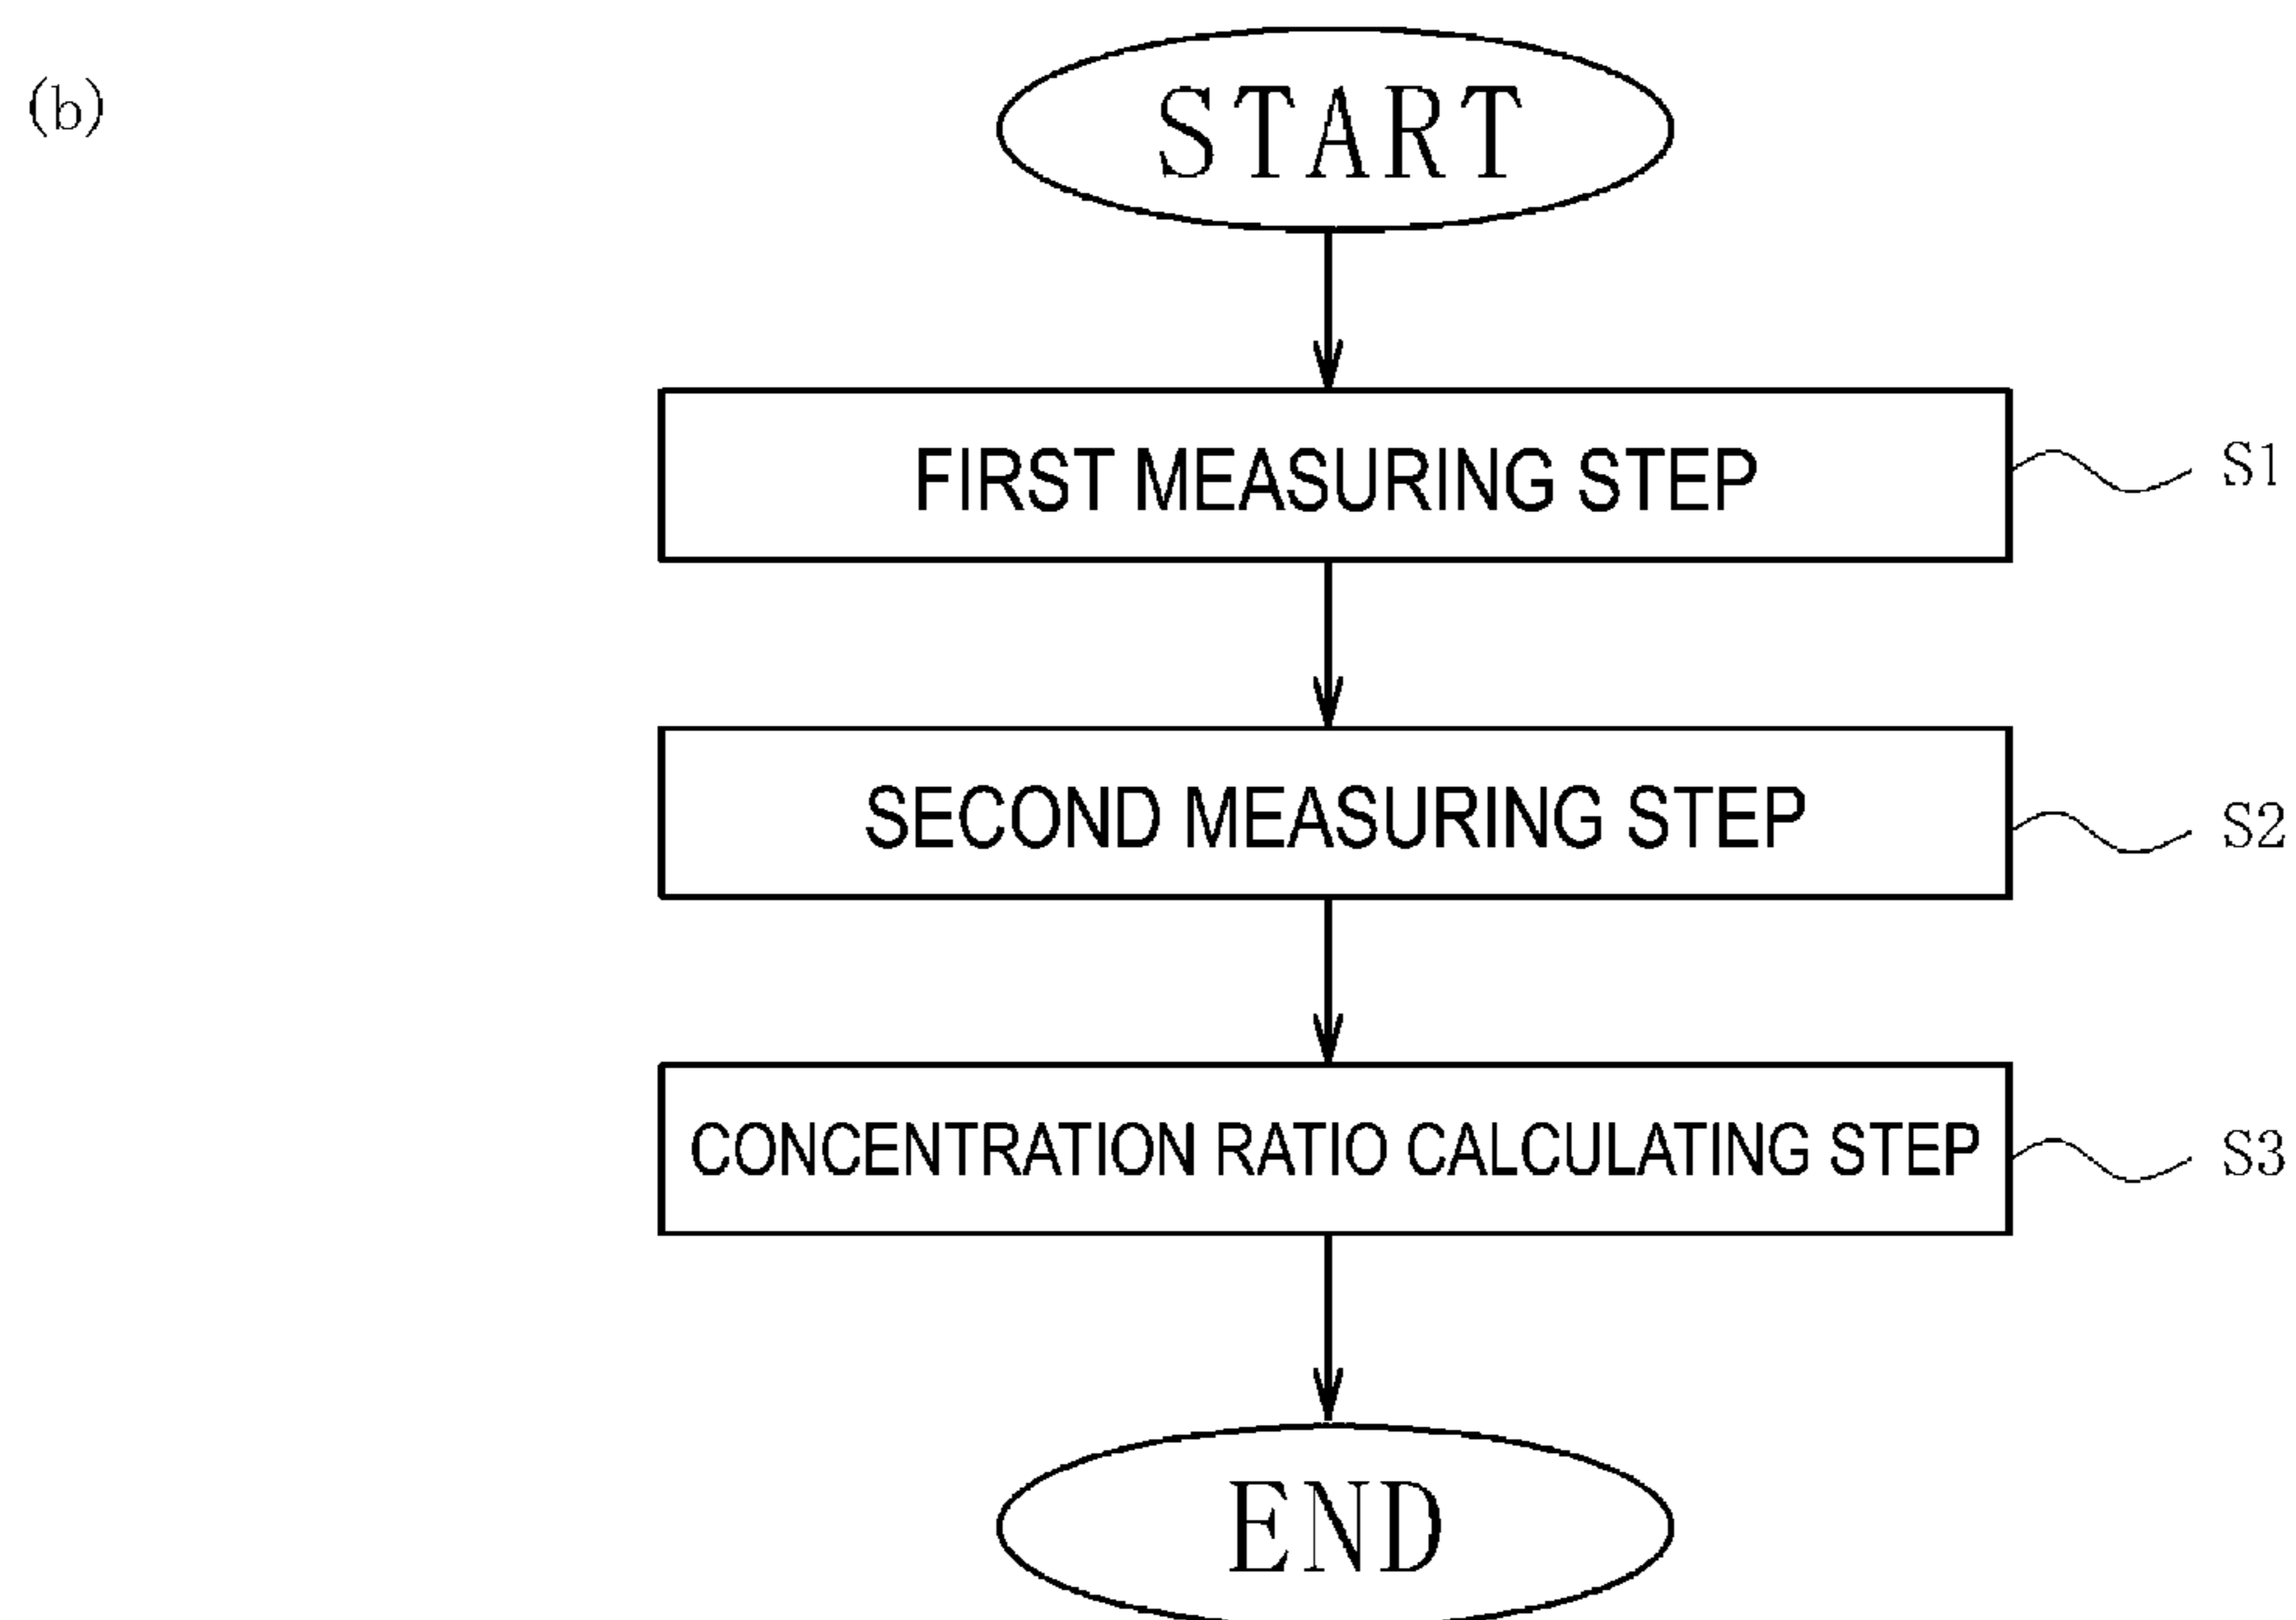 (b)
START
FIRST MEASURING STEP
S1
SECOND MEASURING STEP
S2
CONCENTRATION RATIO CALCULATING STEP
S3
END